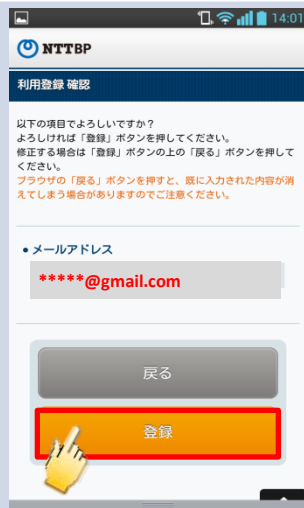 14:01
NTTBP
利用登録 確認
以下の項目でよろしいですか？
よろしければ「登録」ボタンを押してください。
修正する場合は「登録」ボタンの上の「戻る」ボタンを押して
ください。
ブラウザの「戻る」ボタンを押すと、既に入力された内容が消
えてしまう場合がありますのでご注意ください。
• メールアドレス
*****@gmail.com
戻る
登録